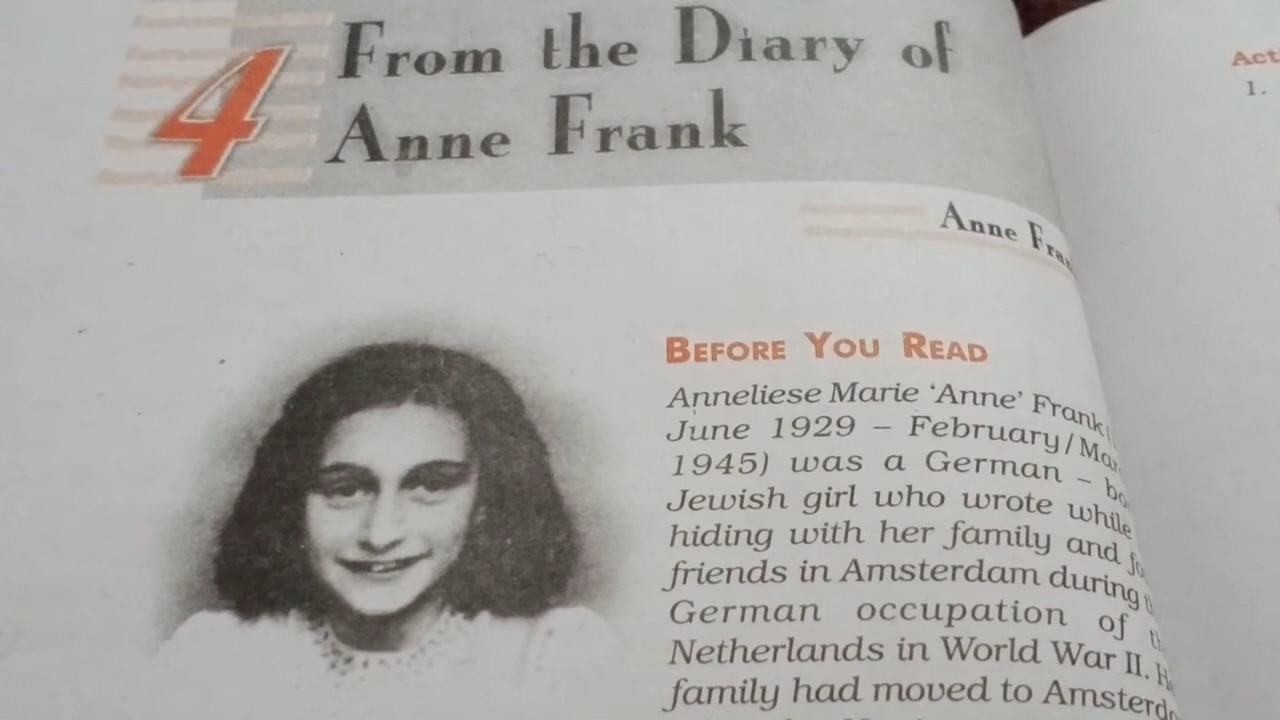 4 From the Diary of
Anne Frank
Anne
BEFORE YOU READ
Anneliese Marie ‘Anne’ Frank
June 1929 – February/
1945) was a German –
Jewish girl who wrote while
hiding with her family and
friends in Amsterdam during
German occupation of
Netherlands in World War II.
family had moved to
Act
1.